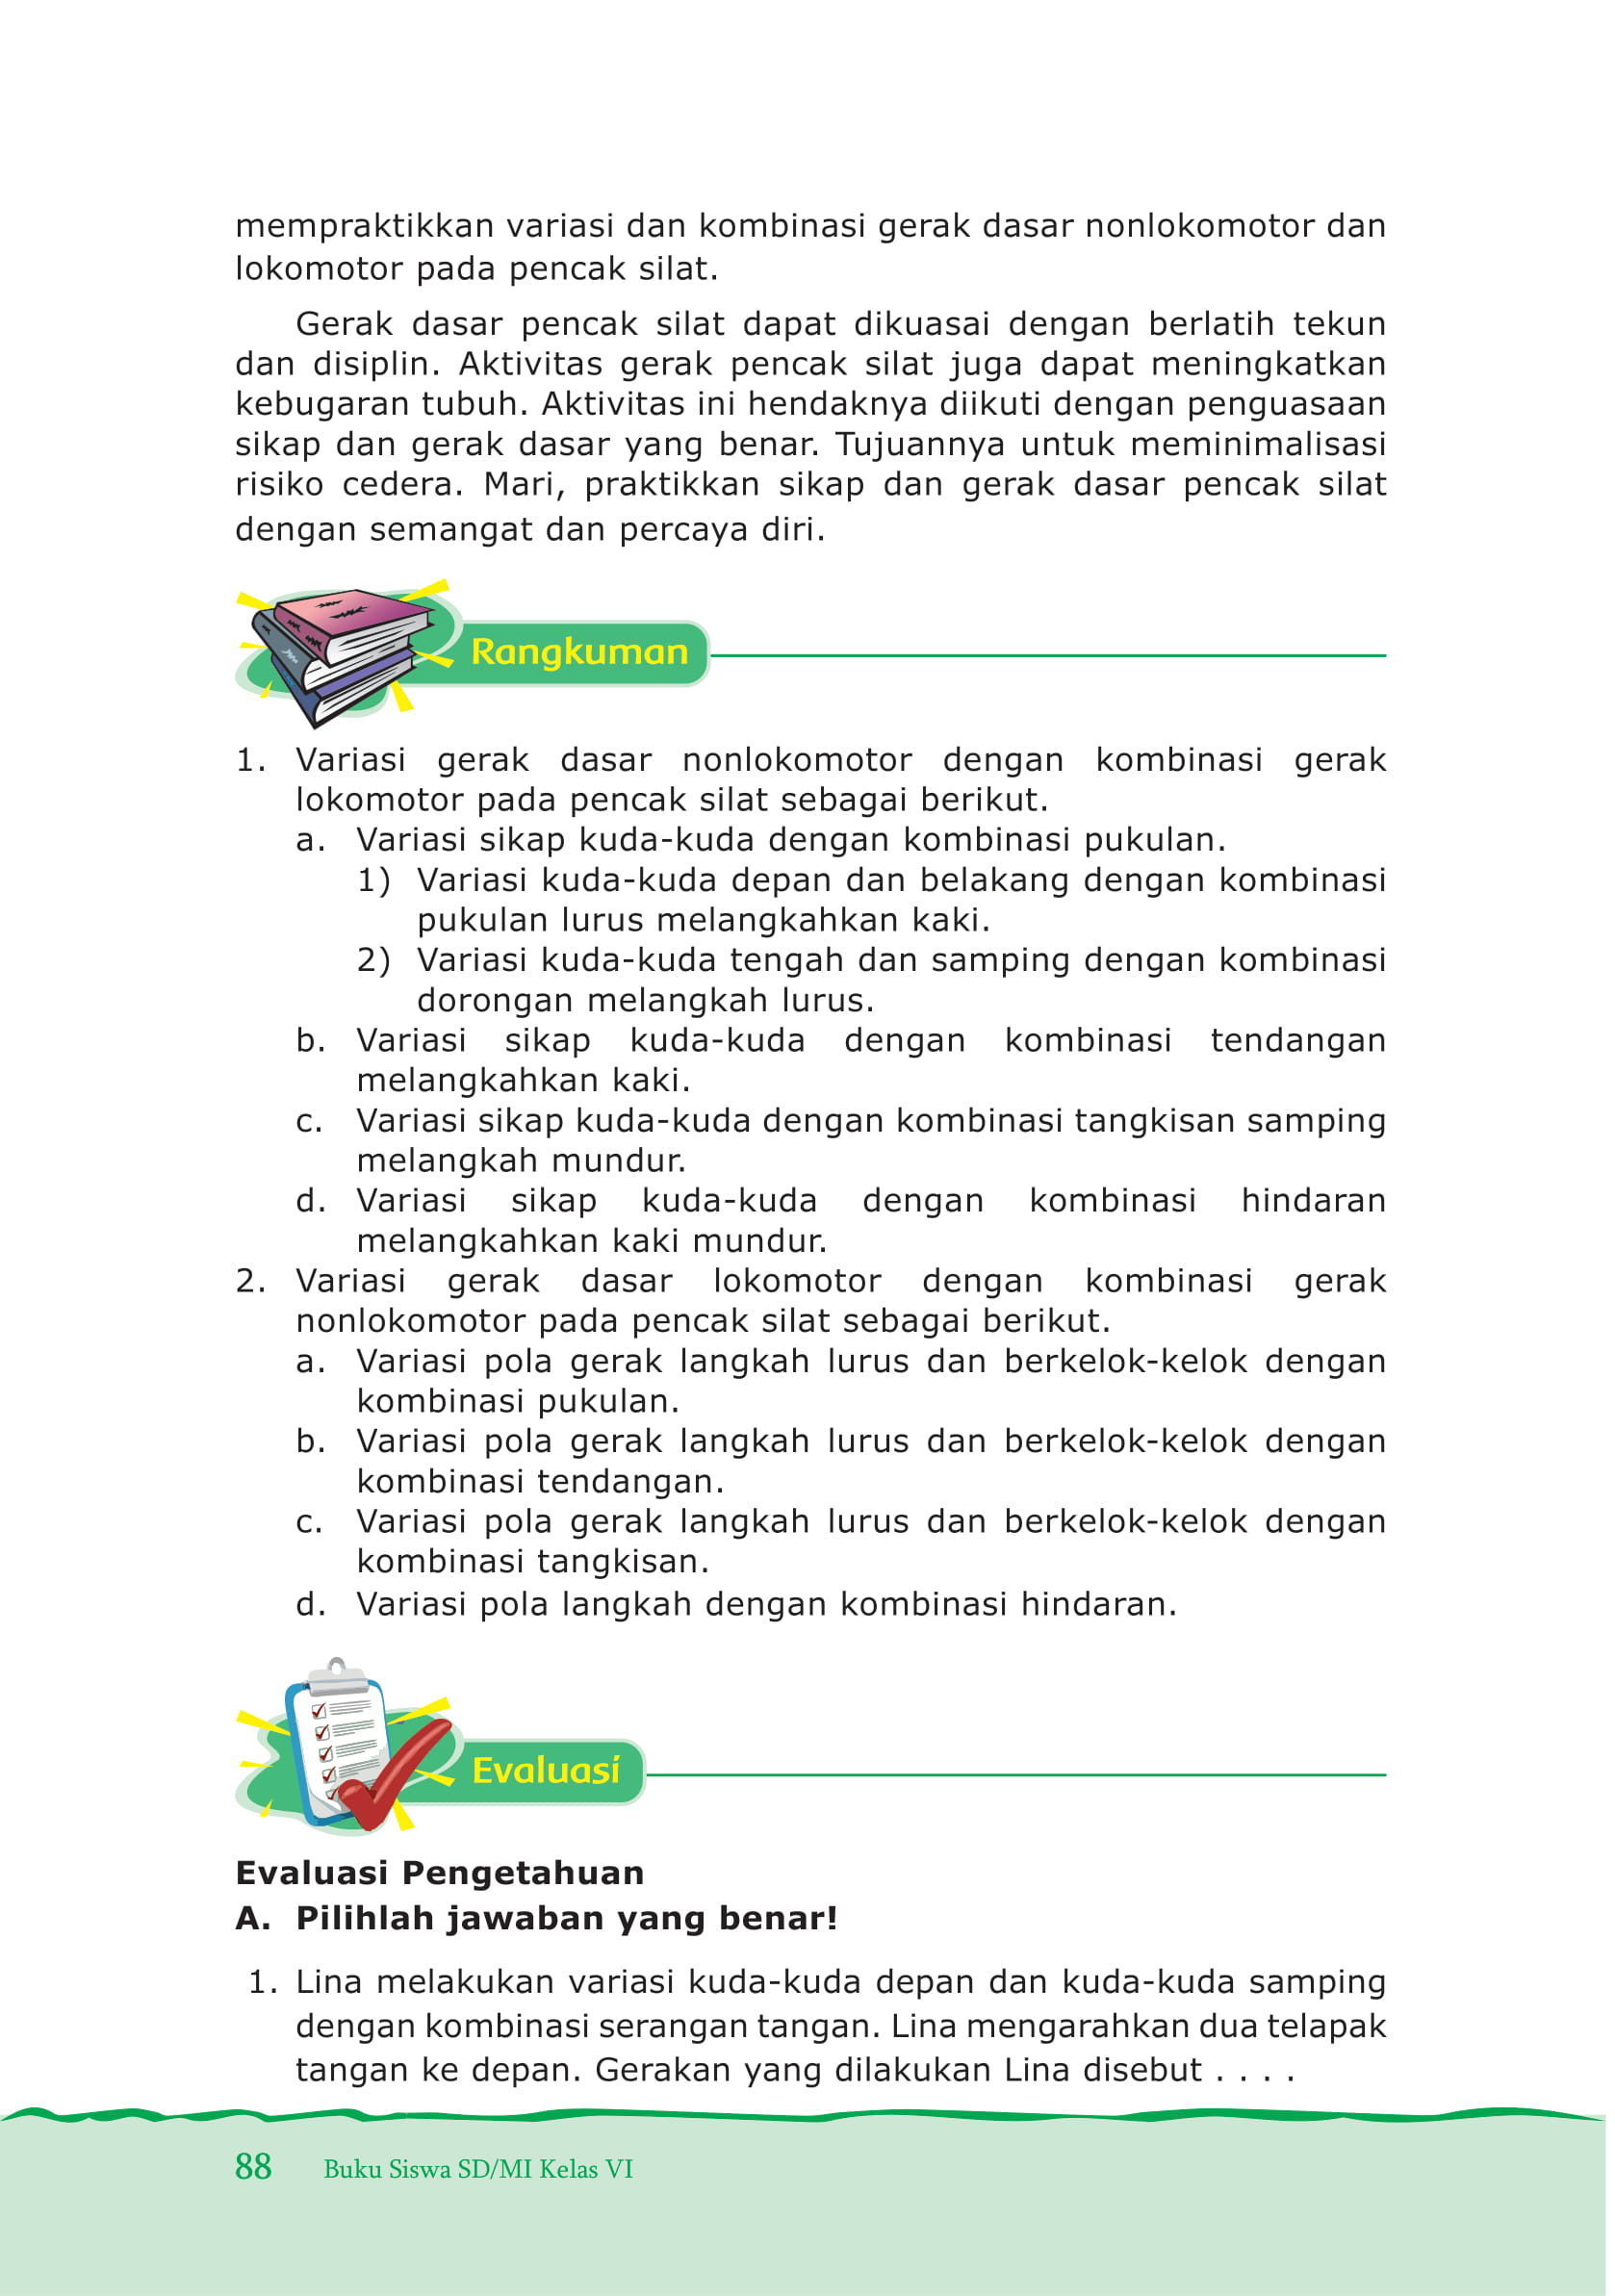 mempraktikkan variasi dan kombinasi gerak dasar nonlokomotor dan
lokomotor pada pencak silat.
Gerak dasar pencak silat dapat dikuasai dengan berlatih tekun
dan disiplin. Aktivitas gerak pencak silat juga dapat meningkatkan
kebugaran tubuh. Aktivitas ini hendaknya diikuti dengan penguasaan
sikap dan gerak dasar yang benar. Tujuannya untuk meminimalisasi
risiko cedera. Mari, praktikkan sikap dan gerak dasar pencak silat
dengan semangat dan percaya diri.
Rangkuman
1. Variasi gerak dasar nonlokomotor dengan kombinasi gerak
lokomotor pada pencak silat sebagai berikut.
a. Variasi sikap kuda-kuda dengan kombinasi pukulan.
1) Variasi kuda-kuda depan dan belakang dengan kombinasi
pukulan lurus melangkahkan kaki.
2) Variasi kuda-kuda tengah dan samping dengan kombinasi
dorongan melangkah lurus.
b. Variasi sikap kuda-kuda dengan kombinasi tendangan
melangkahkan kaki.
c. Variasi sikap kuda-kuda dengan kombinasi tangkisan samping
melangkah mundur.
d. Variasi sikap kuda-kuda dengan kombinasi hindaran
melangkahkan kaki mundur.
2. Variasi gerak dasar lokomotor dengan kombinasi gerak
nonlokomotor pada pencak silat sebagai berikut.
a. Variasi pola gerak langkah lurus dan berkelok-kelok dengan
kombinasi pukulan.
b. Variasi pola gerak langkah lurus dan berkelok-kelok dengan
kombinasi tendangan.
c. Variasi pola gerak langkah lurus dan berkelok-kelok dengan
kombinasi tangkisan.
d. Variasi pola langkah dengan kombinasi hindaran.
Evaluasi
Evaluasi Pengetahuan
A. Pilihlah jawaban yang benar!
1. Lina melakukan variasi kuda-kuda depan dan kuda-kuda samping
dengan kombinasi serangan tangan. Lina mengarahkan dua telapak
tangan ke depan. Gerakan yang dilakukan Lina disebut . . . .
88 Buku Siswa SD/MI Kelas VI